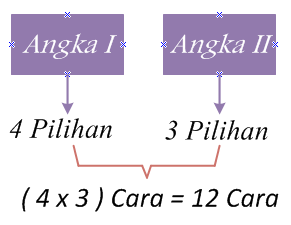 Angka I Angka II
4 Pilihan 3 Pilihan
( 4 x 3 ) Cara = 12 Cara